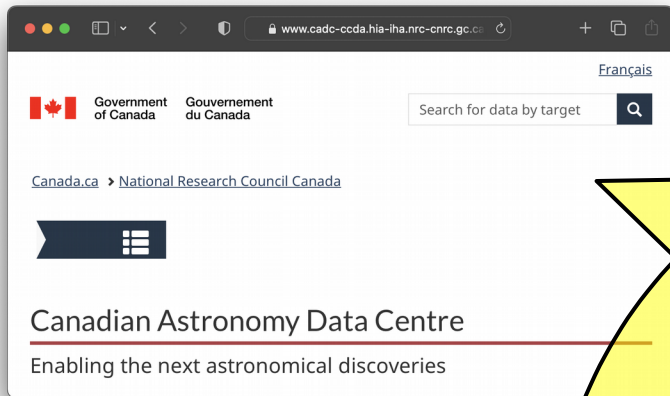 www.cadc-ccda.hia-iha.nrc-cnrc.gc.ca
Français
Government of Canada
Gouvernement du Canada
Search for data by target
Canada.ca > National Research Council Canada
Canadian Astronomy Data Centre
Enabling the next astronomical discoveries